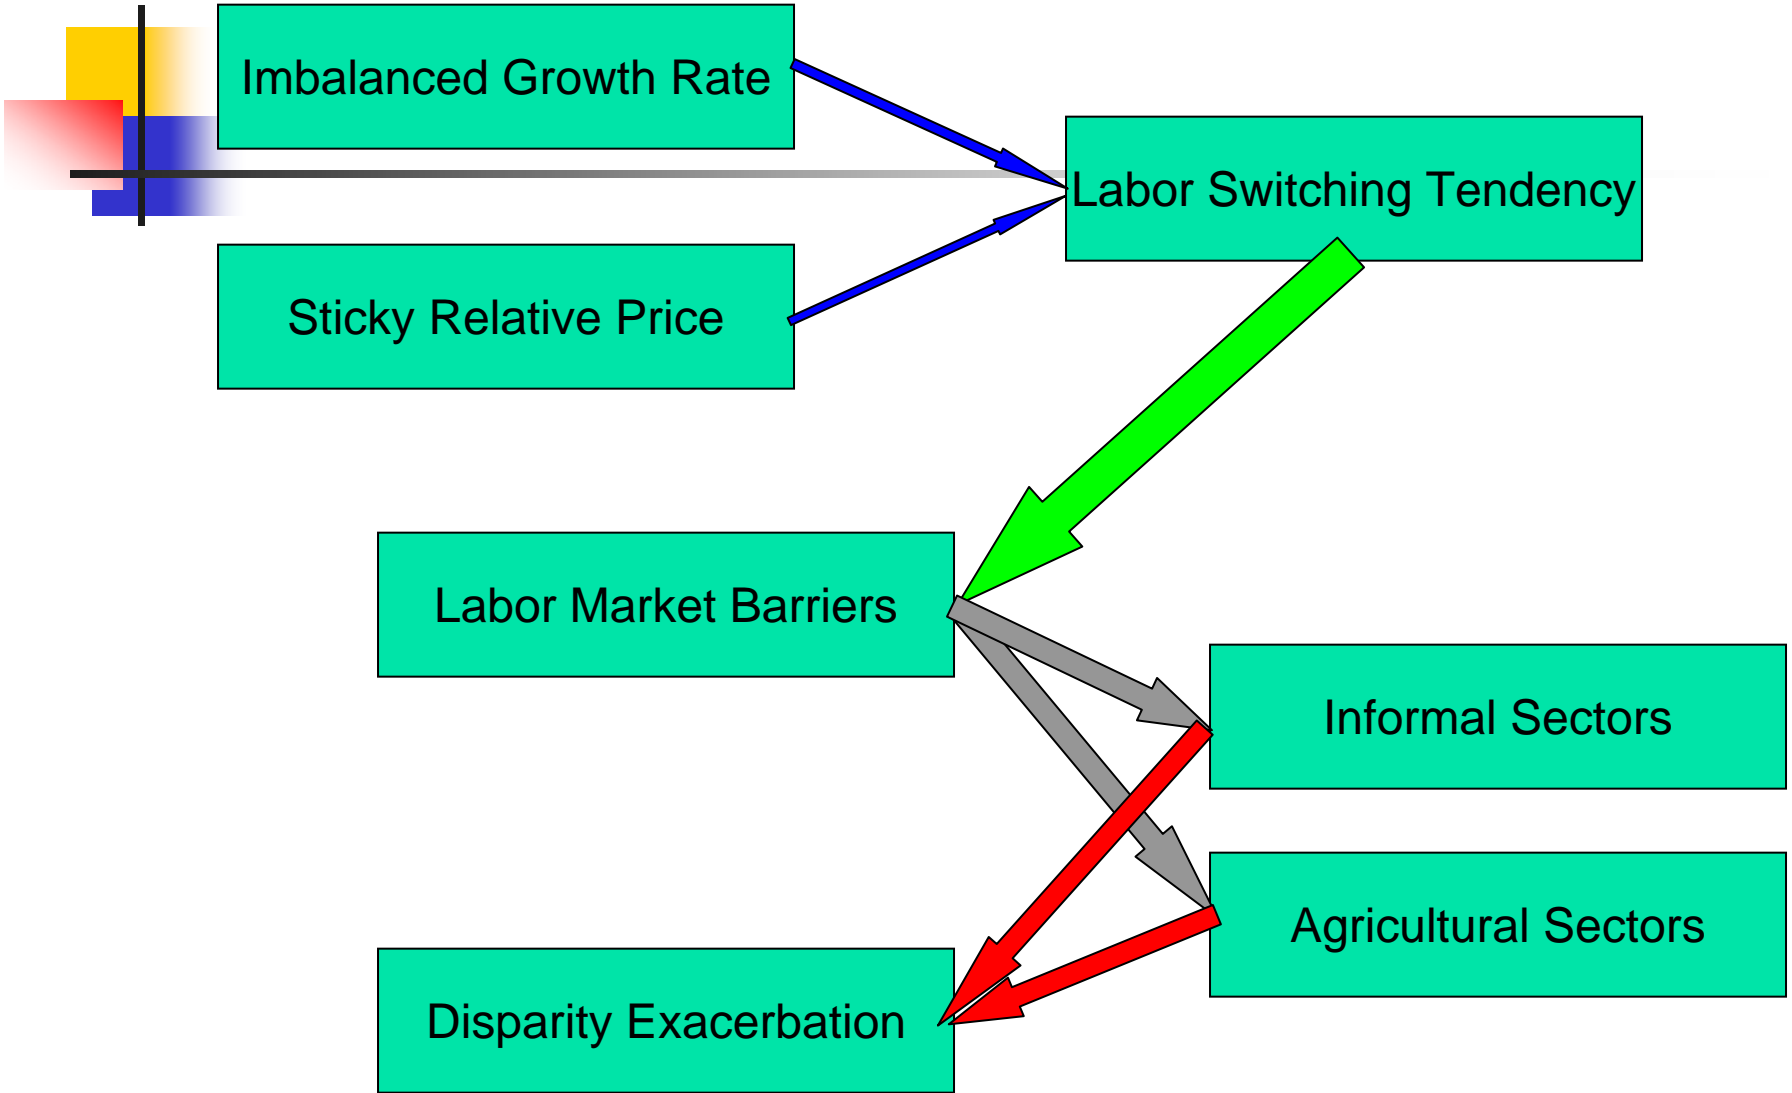 Imbalanced Growth Rate
Labor Switching Tendency
Sticky Relative Price
Labor Market Barriers
Informal Sectors
Agricultural Sectors
Disparity Exacerbation